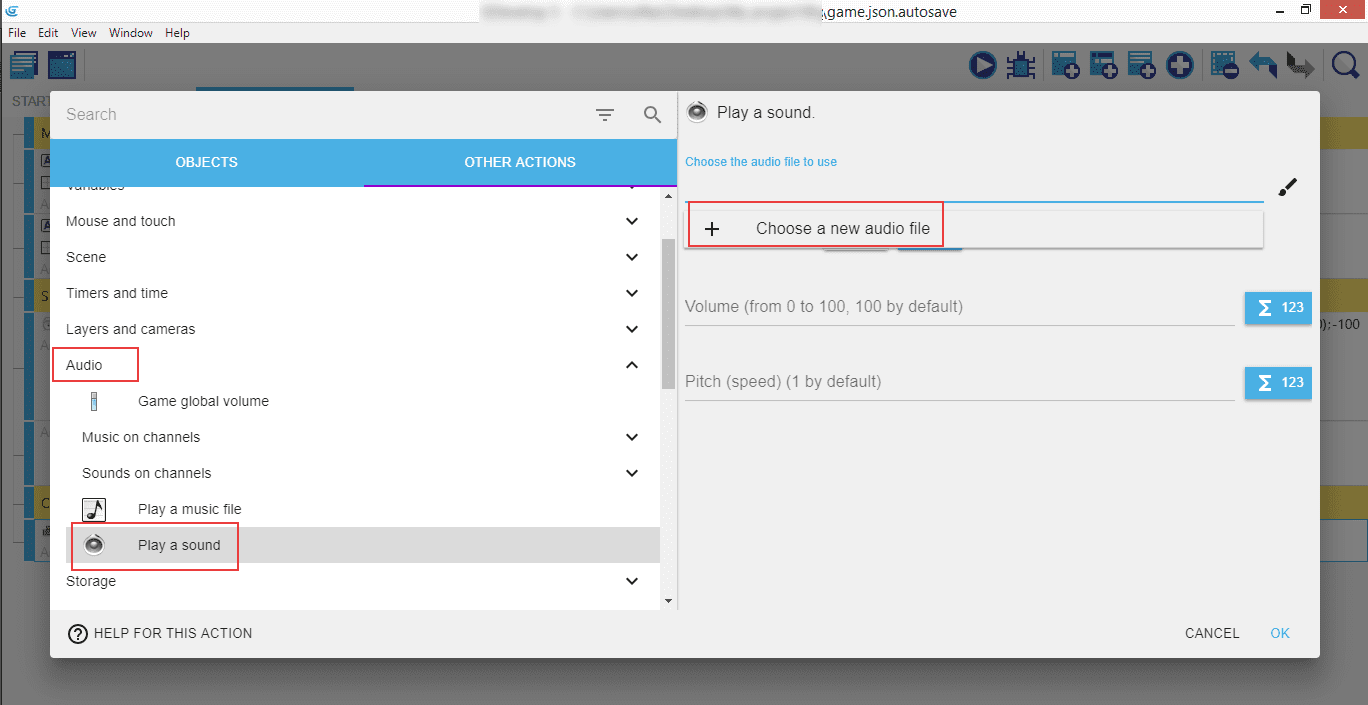 \game.json.autosave
File Edit View Window Help
START
Search
OBJECTS
OTHER ACTIONS
Variables
Mouse and touch
Scene
Timers and time
Layers and cameras
Audio
Game global volume
Music on channels
Sounds on channels
Play a music file
Play a sound
Storage
HELP FOR THIS ACTION
Play a sound.
Choose the audio file to use
+ Choose a new audio file
Volume (from 0 to 100, 100 by default)
Σ 123
Pitch (speed) (1 by default)
Σ 123
CANCEL
OK
);-100